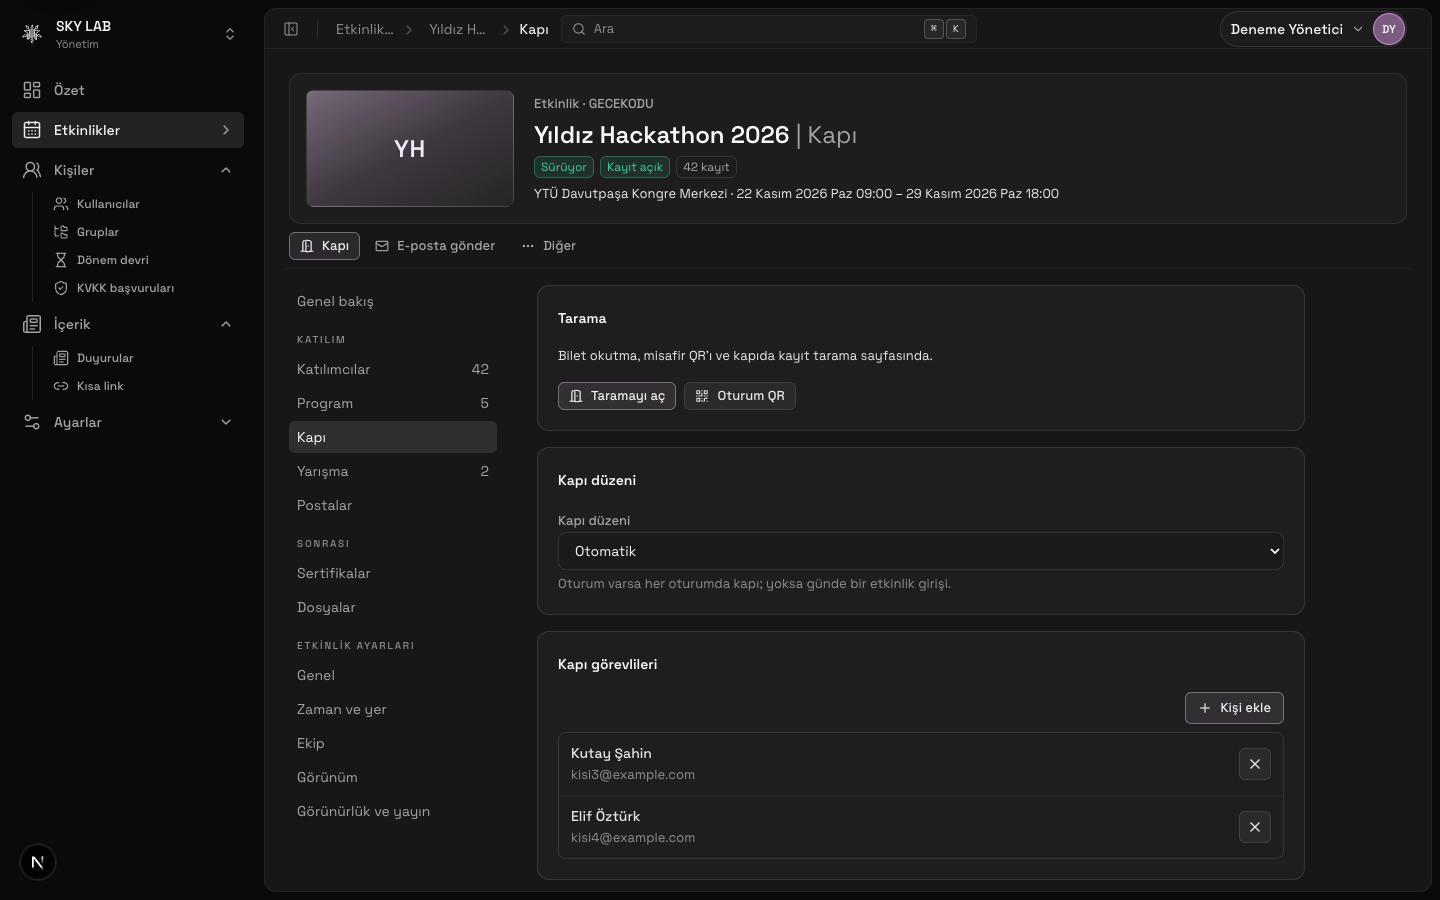 SKY LAB
Yönetim
Özet
Etkinlikler
Kişiler
Kullanıcılar
Gruplar
Dönem devri
KVKK başvuruları
İçerik
Duyurular
Kısa link
Ayarlar
N
Etkinlik... > Yıldız H... > Kapı
Ara
⌘ K
Deneme Yönetici
DY
YH
Etkinlik · GECEKODU
Yıldız Hackathon 2026 | Kapı
Sürüyor Kayıt açık 42 kayıt
YTÜ Davutpaşa Kongre Merkezi · 22 Kasım 2026 Paz 09:00 – 29 Kasım 2026 Paz 18:00
Kapı E-posta gönder ··· Diğer
Genel bakış
KATILIM
Katılımcılar 42
Program 5
Kapı
Yarışma 2
Postalar
SONRASI
Sertifikalar
Dosyalar
ETKİNLİK AYARLARI
Genel
Zaman ve yer
Ekip
Görünüm
Görünürlük ve yayın
Tarama
Bilet okutma, misafir QR'ı ve kapıda kayıt tarama sayfasında.
Taramayı aç Oturum QR
Kapı düzeni
Kapı düzeni
Otomatik
Oturum varsa her oturumda kapı; yoksa günde bir etkinlik girişi.
Kapı görevlileri
+ Kişi ekle
Kutay Şahin
kisi3@example.com
Elif Öztürk
kisi4@example.com